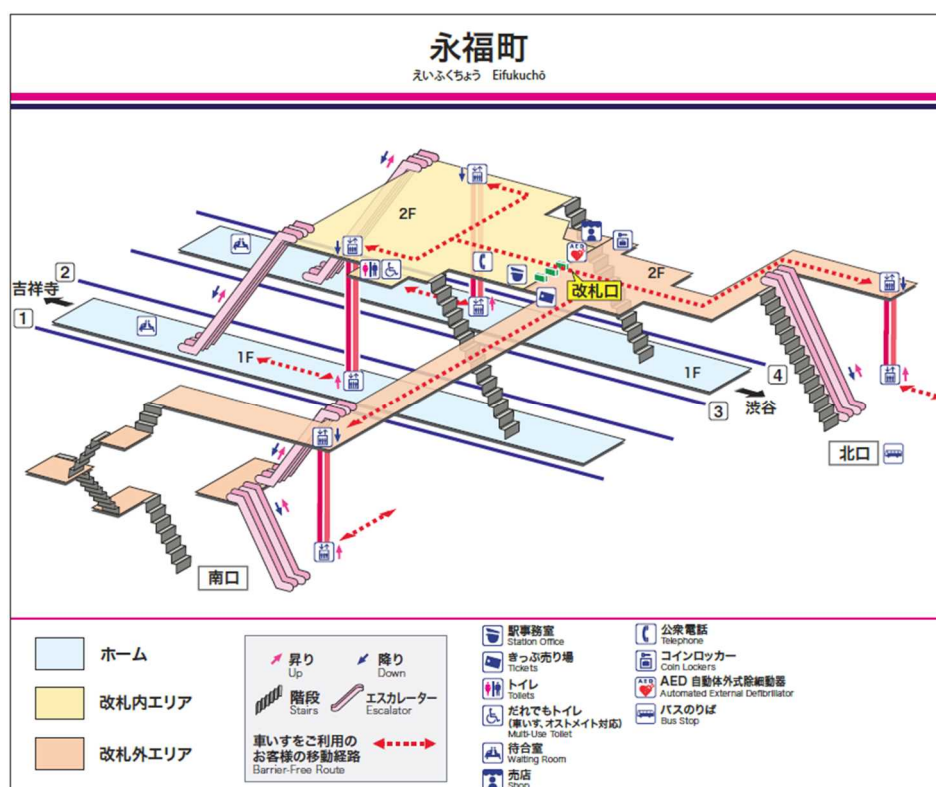 永福町
えいふくちょう Eifukuchō
2F
2
吉祥寺
1
AED
2F
改札口
1F
1F
4
3
渋谷
北口
南口
ホーム
改札内エリア
改札外エリア
昇り
Up
降り
Down
階段
Stairs
エスカレーター
Escalator
車いすをご利用の
お客様の移動経路
Barrier-Free Route
駅事務室
Station Office
きっぷ売り場
Tickets
トイレ
Toilets
だれでもトイレ
(車いす、オストメイト対応)
Multi-Use Toilet
待合室
Waiting Room
売店
Shop
公衆電話
Telephone
コインロッカー
Coin Lockers
AED
AED 自動体外式除細動器
Automated External Defibrillator
バスのりば
Bus Stop